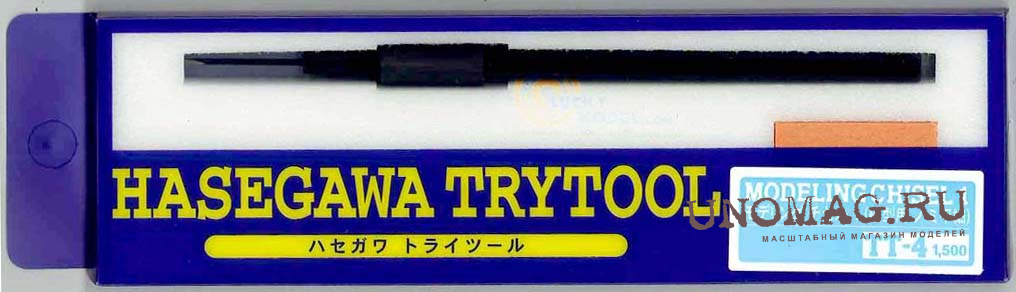 HASEGAWA TRYTOOL
ハセガワ トライツール
MODELING CHISEL 1
UNOMAG.RU
МАСШТАБНЫЙ МАГАЗИН МОДЕЛЕЙ
TT-4 1,500